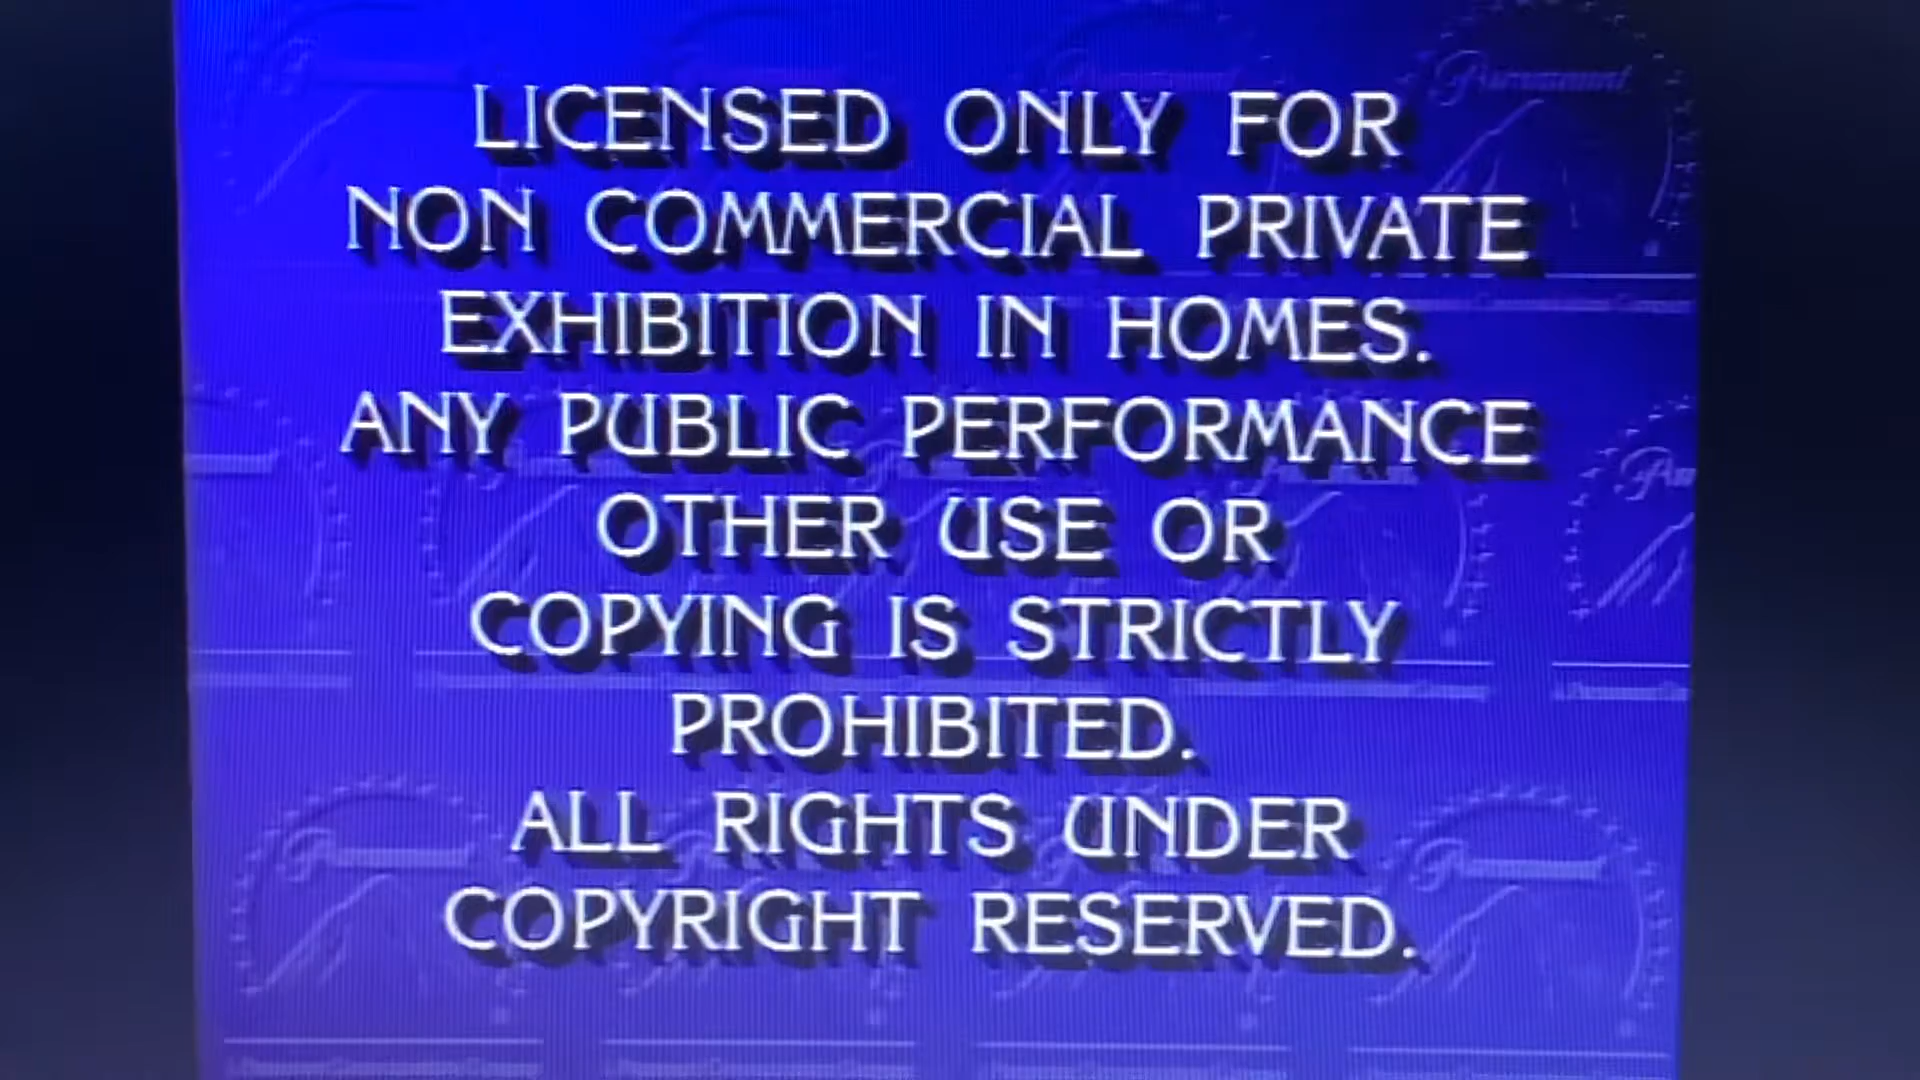 Paramount
LICENSED ONLY FOR
NON COMMERCIAL PRIVATE
EXHIBITION IN HOMES.
ANY PUBLIC PERFORMANCE
OTHER USE OR
COPYING IS STRICTLY
PROHIBITED.
ALL RIGHTS UNDER
COPYRIGHT RESERVED.